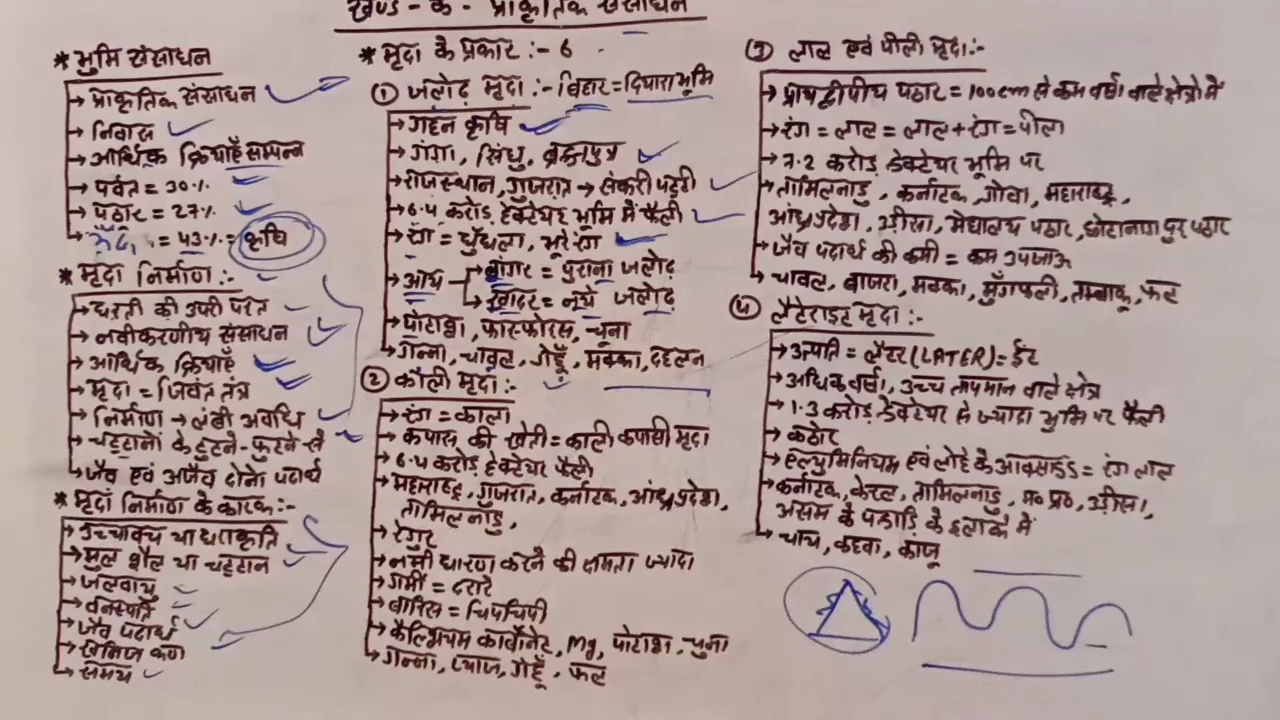 खण्ड - क - प्राकृतिक संसाधन
* भुमि संसाधन
→ प्राकृतिक संसाधन
→ निवास
→ आर्थिक क्रियाएँ सम्पन्न
→ पर्वत = 30%
→ पठार = 27%
= 43% = कृषि
* मृदा निर्माण :-
→ धरती की उपरी परत
→ नवीकरणीय संसाधन
→ आर्थिक क्रियाएँ
→ मृदा = जिवंत तंत्र
→ निर्माण → लंबी अवधि
→ चट्टानों के टुटने-फुटने से
→ जैव एवं अजैव दोनों पदार्थ
* मृदा निर्माण के कारक:-
→ उच्चावच या धराकृति
→ मुल शैल या चट्टान
→ जलवायु
→ वनस्पति
→ जैव पदार्थ
→ खनिज कण
→ समय
* मृदा के प्रकार :- 6
① जलोढ़ मृदा :- बिहार = दियारा भूमि
→ गहन कृषि
→ गंगा, सिंधु, ब्रह्मपुत्र
→ राजस्थान, गुजरात → संकरी पट्टी
→ 6.4 करोड़ हेक्टेयर भूमि में फैली
→ रंग = धुँधला, भूरे रंग
→ आयु
बांगर = पुराना जलोढ़
खादर = नये जलोढ़
→ पोटाश, फास्फोरस, चूना
→ गन्ना, चावल, गेहूँ, मक्का, दहलन
② काली मृदा :-
→ रंग = काला
→ कपास की खेती = काली कपासी मृदा
→ 6.4 करोड़ हेक्टेयर फैली
→ महाराष्ट्र, गुजरात, कर्नाटक, आंध्रप्रदेश,
तामिलनाडु,
→ रेगुर
→ नमी धारण करने की क्षमता ज्यादा
→ गर्मी = दरारे
→ बारिस = चिपचिपी
→ कैल्सियम कार्बोनेट, Mg, पोटाश, चुना
→ गन्ना, प्याज, गेहूँ, फल
③ लाल एवं पीली मृदा :-
→ प्रायद्वीपीय पठार = 100cm से कम वर्षा वाले क्षेत्रो में
→ रंग = लाल = लाल + रंग = पीला
→ 7.2 करोड़ हेक्टेयर भूमि पर
→ तामिलनाडु, कर्नाटक, गोवा, महाराष्ट्र,
आंध्रप्रदेश, उड़ीसा, मेघालय पठार, छोटानागपुर पठार
→ जैव पदार्थ की कमी = कम उपजाऊ
→ चावल, बाजरा, मक्का, मुँगफली, तम्बाकू, फल
④ लैटेराइट मृदा :-
→ उत्पति = लैटर (LATER) = ईंट
→ अधिक वर्षा, उच्च तापमान वाले क्षेत्र
→ 1.3 करोड़ हेक्टेयर से ज्यादा भुमि पर फैली
→ कठोर
→ एल्युमिनियम एवं लोहे के आक्साइड = रंग लाल
→ कर्नाटक, केरल, तामिलनाडु, म० प्र०, उड़ीसा,
असम के पहाड़ि के इलाके में
→ चाय, कहवा, काजू